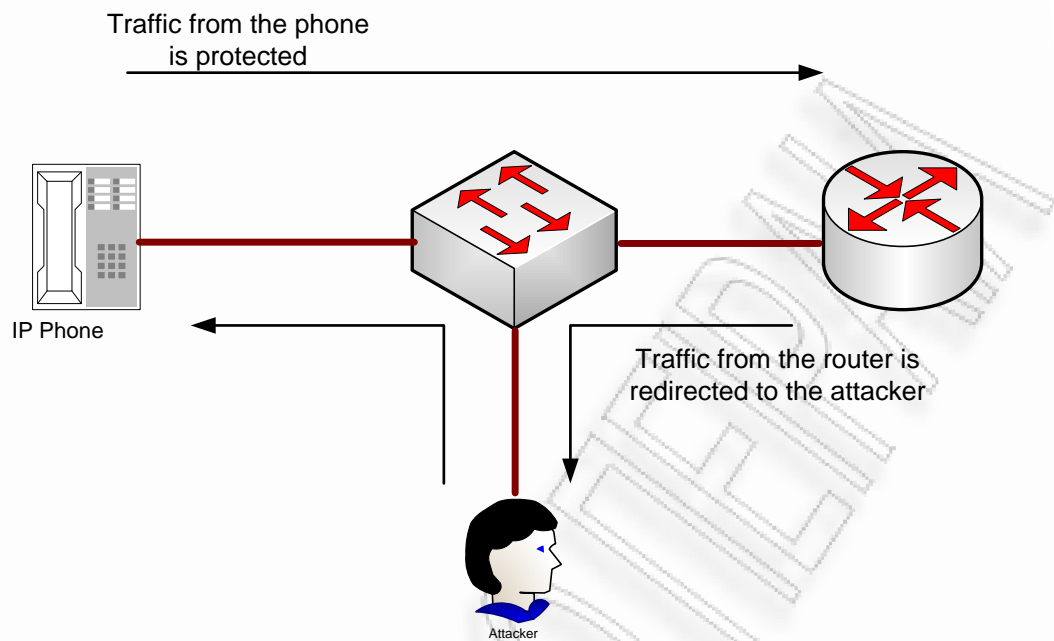 Traffic from the phone
is protected
IP Phone
Traffic from the router is
redirected to the attacker
Attacker